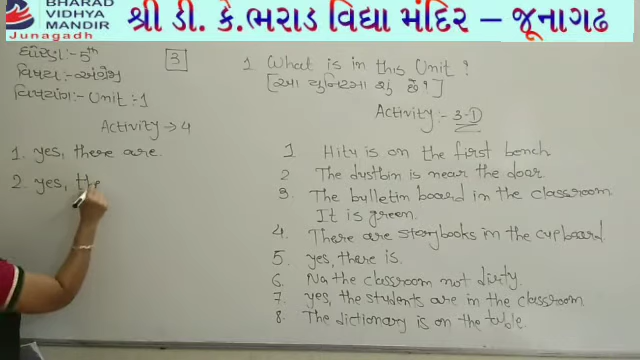 BHARAD
VIDHYA
MANDIR
Junagadh
શ્રી ડી. કે.ભરાડ વિદ્યા મંદિર – જૂનાગઢ
ધોરણ :- 5th
વિષય :- અંગ્રેજી
વિષયાંગ :- Unit :- 1
3
Activity → 4
1. yes, there are.
2. yes, the
1 What is in this Unit ?
[આ યુનિટમા શું છે ? ]
Activity :- 3-D
1 Hitu is on the first bench
2 The dustbin is near the door.
3. The bulletin board in the classroom
It is green.
4. There are storybooks in the cupboard
5. yes, there is.
6. No the classroom not dirty.
7. yes, the students are in the classroom
8. The dictionary is on the table.